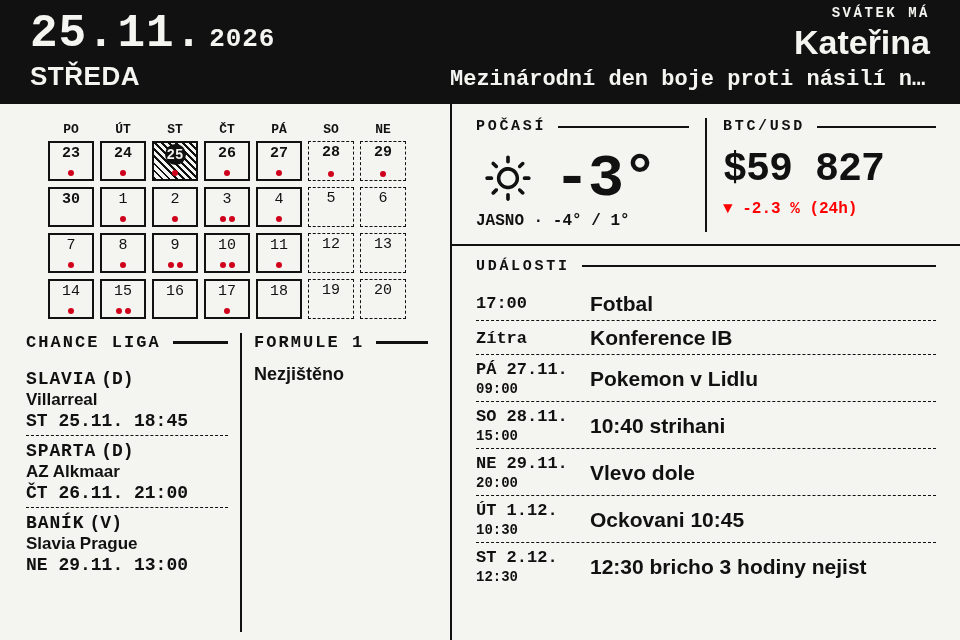 25.11. 2026
STŘEDA
SVÁTEK MÁ
Kateřina
Mezinárodní den boje proti násilí n…
PO ÚT ST ČT PÁ SO NE
23 24 25 26 27 28 29
30 1 2 3 4 5 6
7 8 9 10 11 12 13
14 15 16 17 18 19 20
CHANCE LIGA
SLAVIA (D)
Villarreal
ST 25.11. 18:45
SPARTA (D)
AZ Alkmaar
ČT 26.11. 21:00
BANÍK (V)
Slavia Prague
NE 29.11. 13:00
FORMULE 1
Nezjištěno
POČASÍ
-3°
JASNO · -4° / 1°
BTC/USD
$59 827
▼ -2.3 % (24h)
UDÁLOSTI
17:00 Fotbal
Zítra Konference IB
PÁ 27.11.
09:00
Pokemon v Lidlu
SO 28.11.
15:00
10:40 strihani
NE 29.11.
20:00
Vlevo dole
ÚT 1.12.
10:30
Ockovani 10:45
ST 2.12.
12:30
12:30 bricho 3 hodiny nejist